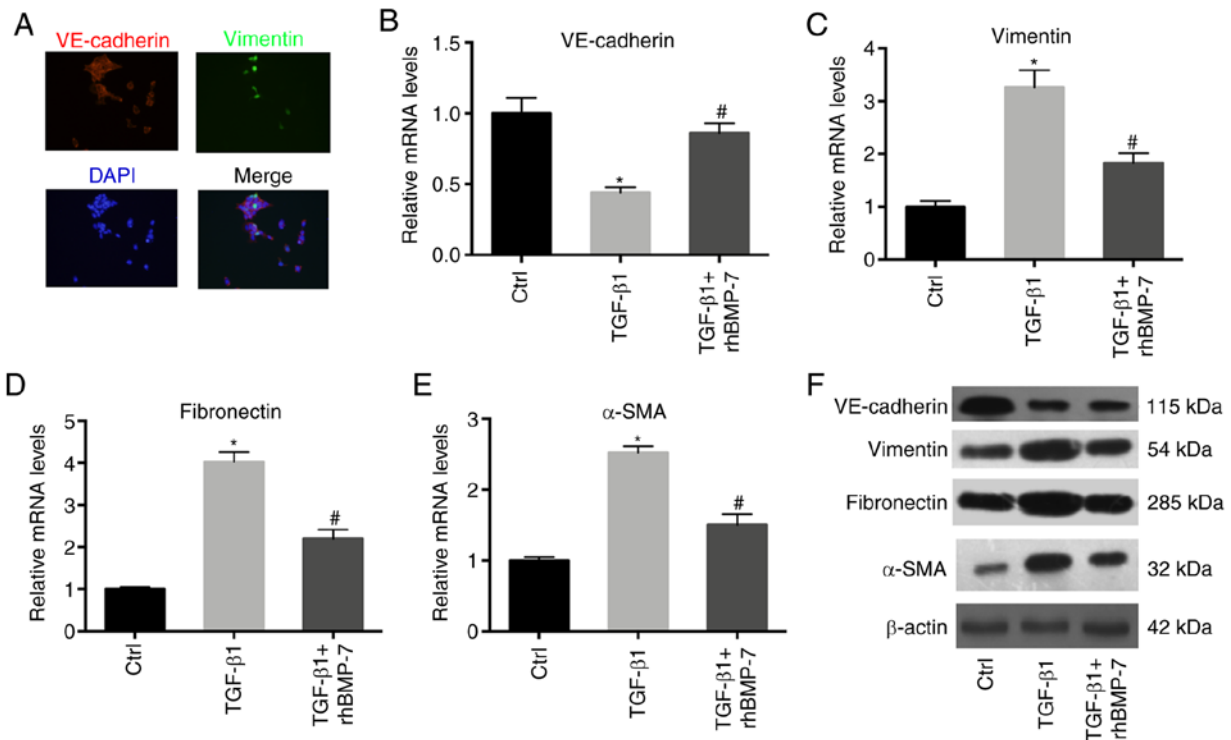 A
VE-cadherin
Vimentin
DAPI
Merge
B
VE-cadherin
Relative mRNA levels
1.5
1.0
0.5
0.0
*
#
Ctrl
TGF-β1
TGF-β1+
rhBMP-7
C
Vimentin
Relative mRNA levels
4
3
2
1
0
*
#
Ctrl
TGF-β1
TGF-β1+
rhBMP-7
D
Fibronectin
Relative mRNA levels
5
4
3
2
1
0
*
#
Ctrl
TGF-β1
TGF-β1+
rhBMP-7
E
α-SMA
Relative mRNA levels
3
2
1
0
*
#
Ctrl
TGF-β1
TGF-β1+
rhBMP-7
F
VE-cadherin 115 kDa
Vimentin 54 kDa
Fibronectin 285 kDa
α-SMA 32 kDa
β-actin 42 kDa
Ctrl
TGF-β1
TGF-β1+
rhBMP-7